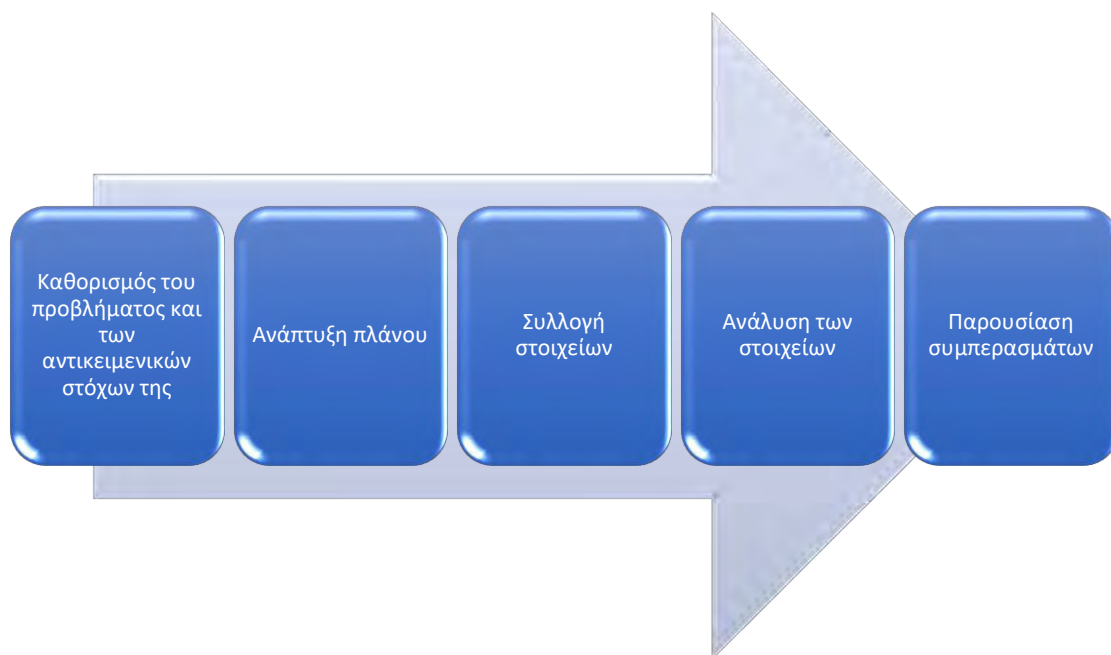 Καθορισμός του
προβλήματος και
των
αντικειμενικών
στόχων της
Ανάπτυξη πλάνου
Συλλογή
στοιχείων
Ανάλυση των
στοιχείων
Παρουσίαση
συμπερασμάτων